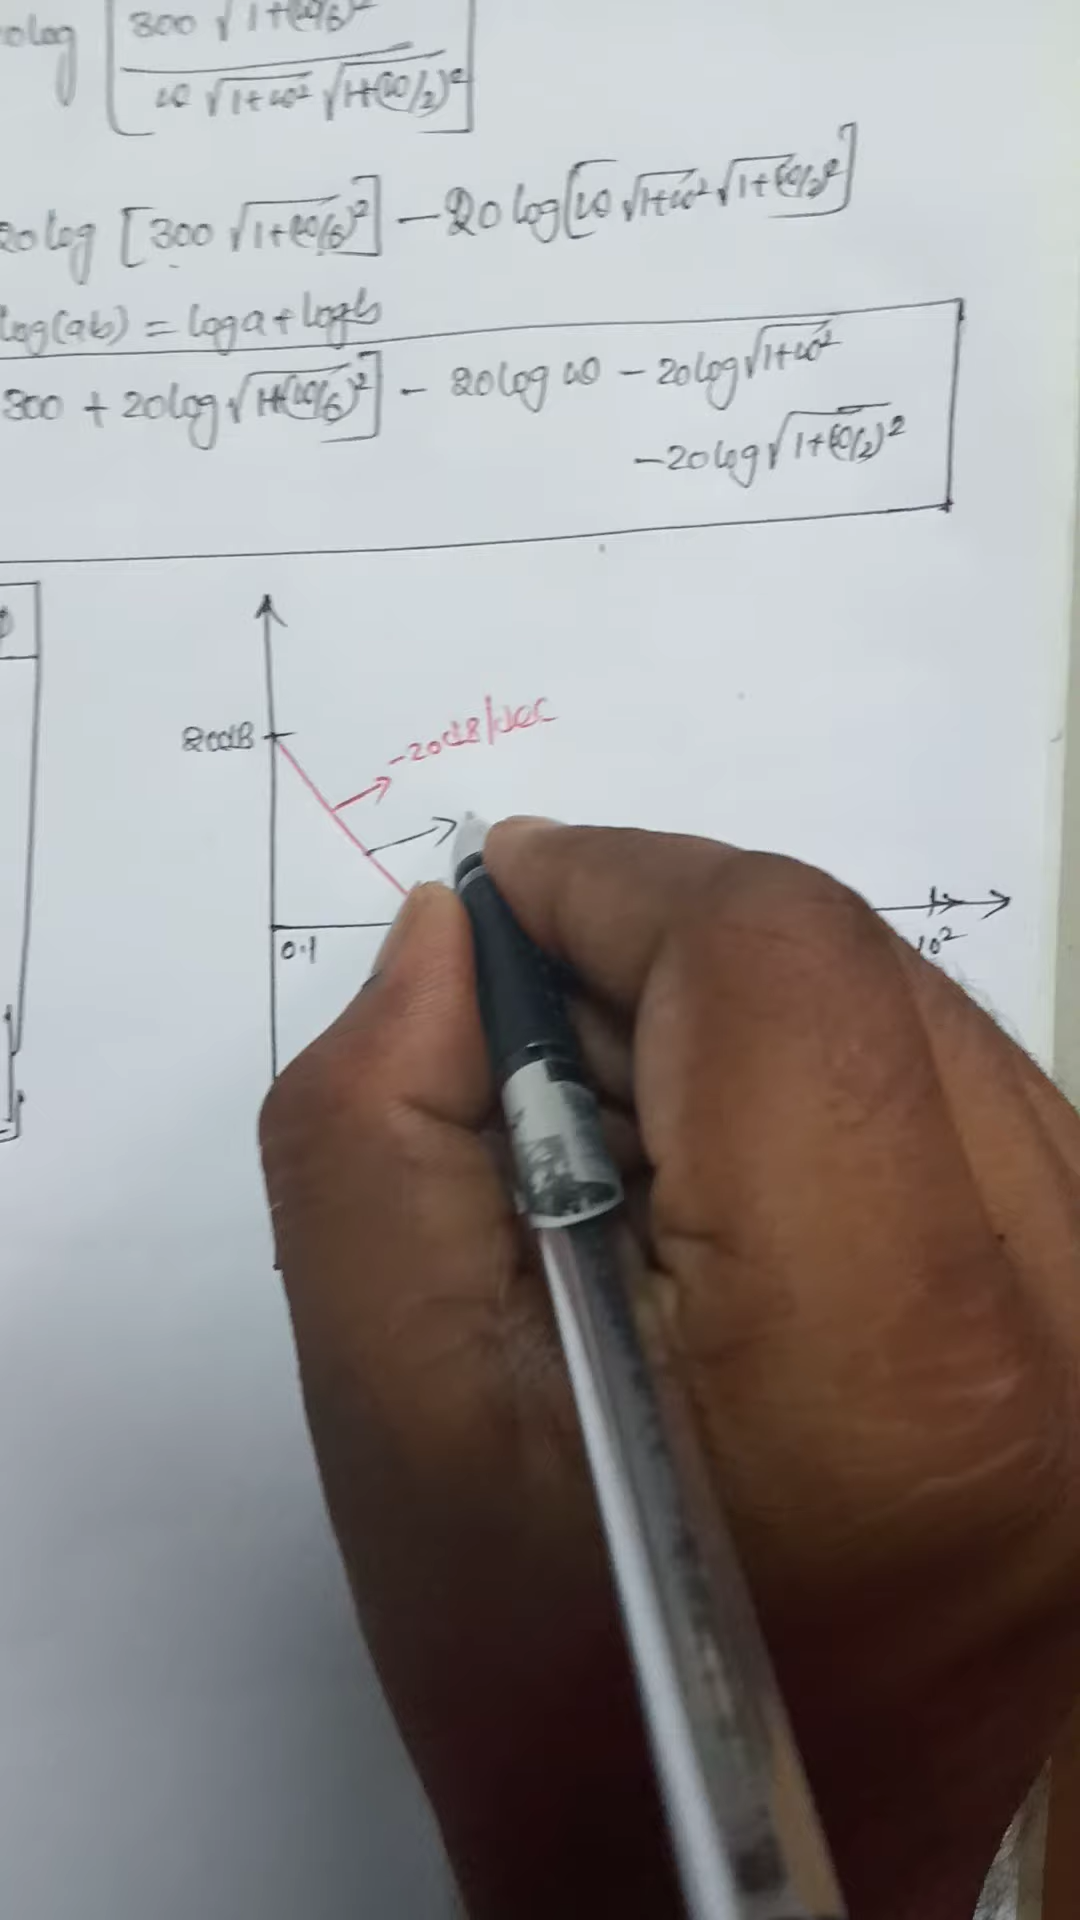 olog [ 300 √1+(ω/6)² / ω √1+ω² √1+(ω/2)² ]
20log [300 √1+(ω/6)²] - 20log[ω √1+ω² √1+(ω/2)²]
log(ab) = loga + logb
300 + 20log √1+(ω/6)²] - 20logω - 20log√1+ω²
-20log√1+(ω/2)²
20dB
-20dB/dec
0.1
10²